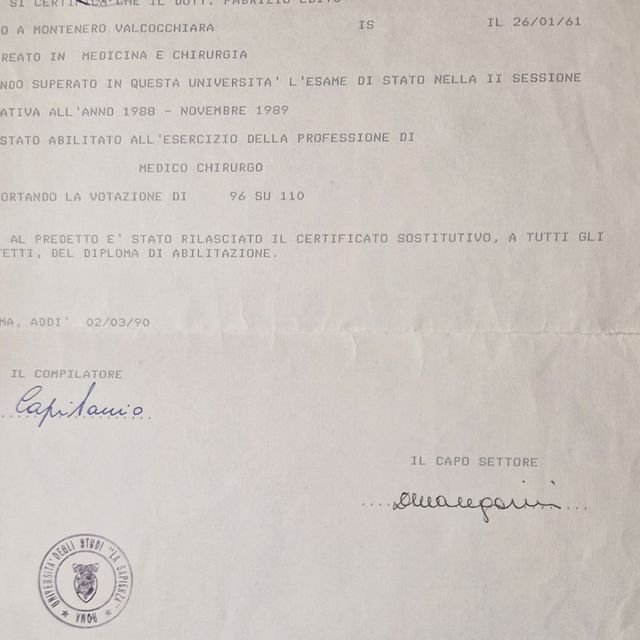 SI CERTIFICA CHE IL DOTT. FABRIZIO EDITO
O A MONTENERO VALCOCCHIARA IS IL 26/01/61
REATO IN MEDICINA E CHIRURGIA
NDO SUPERATO IN QUESTA UNIVERSITA' L'ESAME DI STATO NELLA II SESSIONE
ATIVA ALL'ANNO 1988 - NOVEMBRE 1989
STATO ABILITATO ALL'ESERCIZIO DELLA PROFESSIONE DI
MEDICO CHIRURGO
ORTANDO LA VOTAZIONE DI 96 SU 110
AL PREDETTO E' STATO RILASCIATO IL CERTIFICATO SOSTITUTIVO, A TUTTI GLI
ETTI, DEL DIPLOMA DI ABILITAZIONE.
MA, ADDI' 02/03/90
IL COMPILATORE
Capitanio
IL CAPO SETTORE
UNIVERSITA' DEGLI STUDI "LA SAPIENZA"
* ROMA *